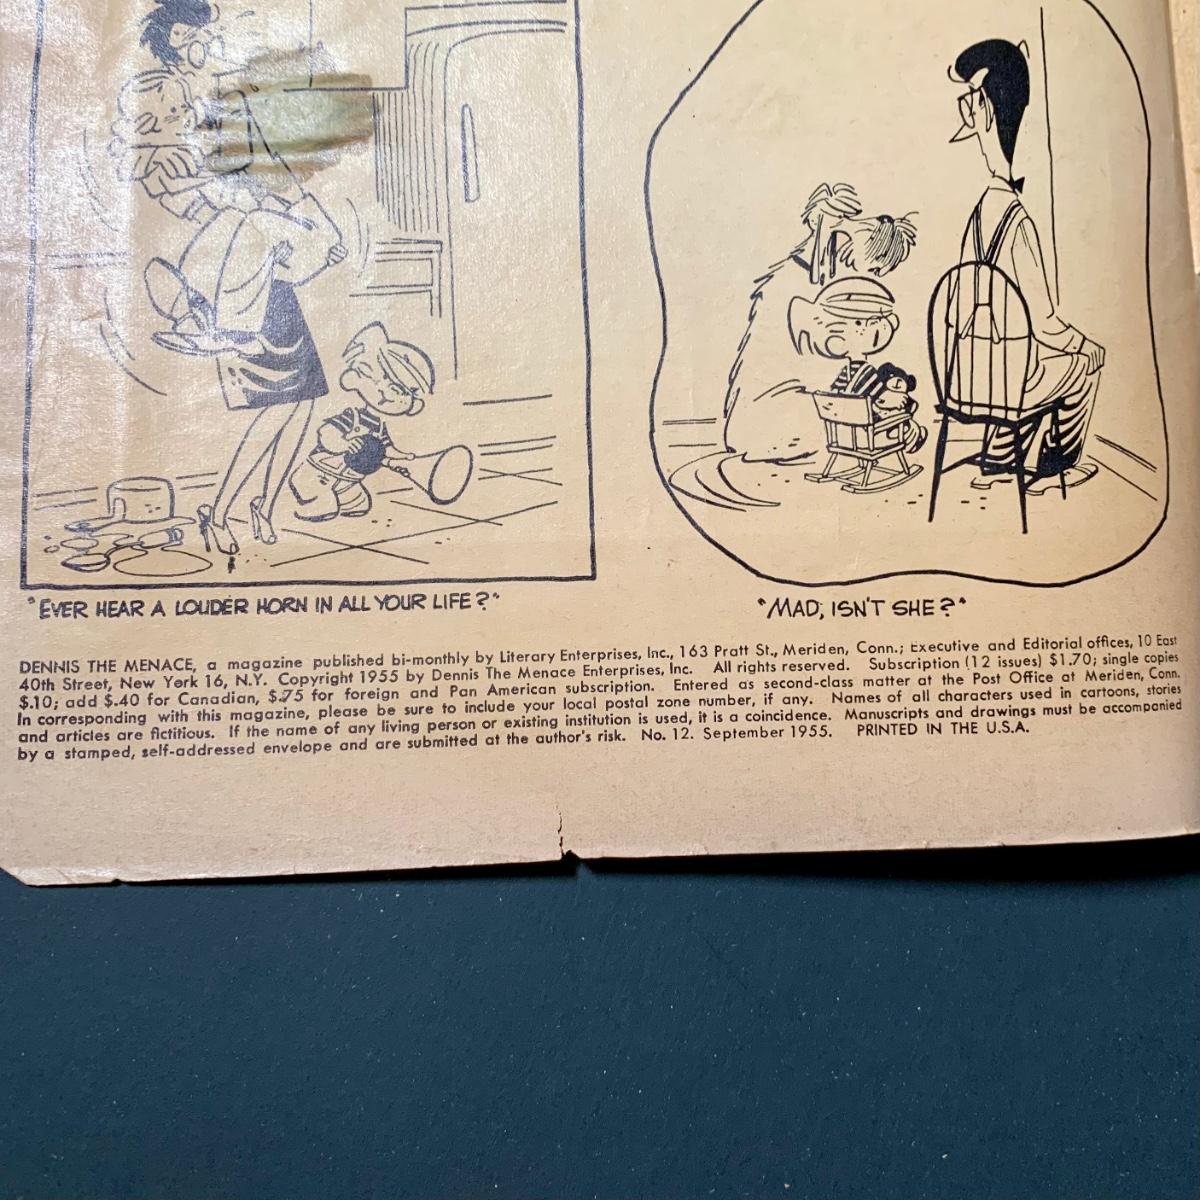 "EVER HEAR A LOUDER HORN IN ALL YOUR LIFE?"
"MAD, ISN'T SHE?"
DENNIS THE MENACE, a magazine published bi-monthly by Literary Enterprises, Inc., 163 Pratt St., Meriden, Conn.; Executive and Editorial offices, 10 East
40th Street, New York 16, N.Y. Copyright 1955 by Dennis The Menace Enterprises, Inc. All rights reserved. Subscription (12 issues) $1.70; single copies
$.10; add $.40 for Canadian, $.75 for foreign and Pan American subscription. Entered as second-class matter at the Post Office at Meriden, Conn.
In corresponding with this magazine, please be sure to include your local postal zone number, if any. Names of all characters used in cartoons, stories
and articles are fictitious. If the name of any living person or existing institution is used, it is a coincidence. Manuscripts and drawings must be accompanied
by a stamped, self-addressed envelope and are submitted at the author's risk. No. 12. September 1955. PRINTED IN THE U.S.A.